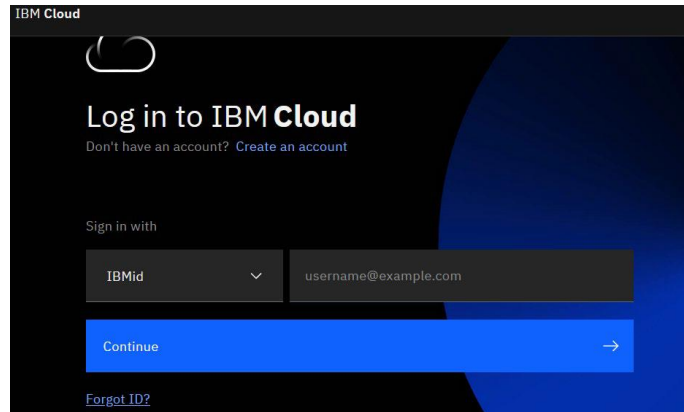 IBM Cloud
Log in to IBM Cloud
Don't have an account? Create an account
Sign in with
IBMid
username@example.com
Continue
Forgot ID?